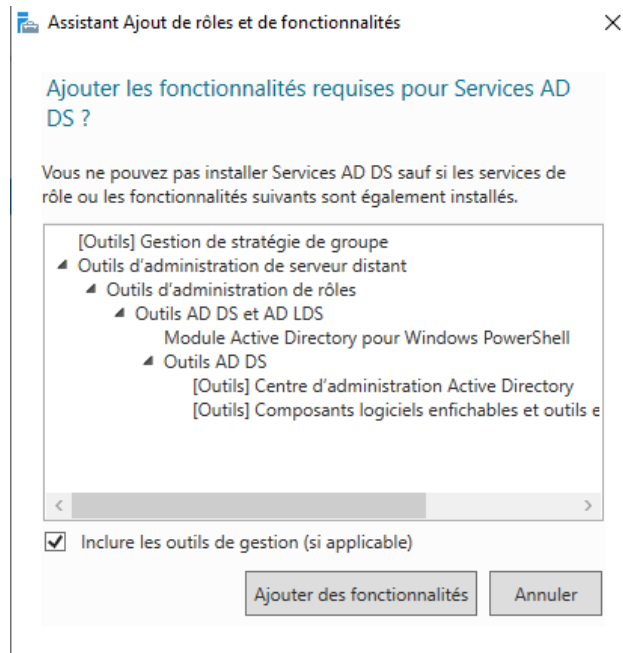 Assistant Ajout de rôles et de fonctionnalités
Ajouter les fonctionnalités requises pour Services AD
DS ?
Vous ne pouvez pas installer Services AD DS sauf si les services de
rôle ou les fonctionnalités suivants sont également installés.
[Outils] Gestion de stratégie de groupe
Outils d'administration de serveur distant
Outils d'administration de rôles
Outils AD DS et AD LDS
Module Active Directory pour Windows PowerShell
Outils AD DS
[Outils] Centre d'administration Active Directory
[Outils] Composants logiciels enfichables et outils e
Inclure les outils de gestion (si applicable)
Ajouter des fonctionnalités
Annuler